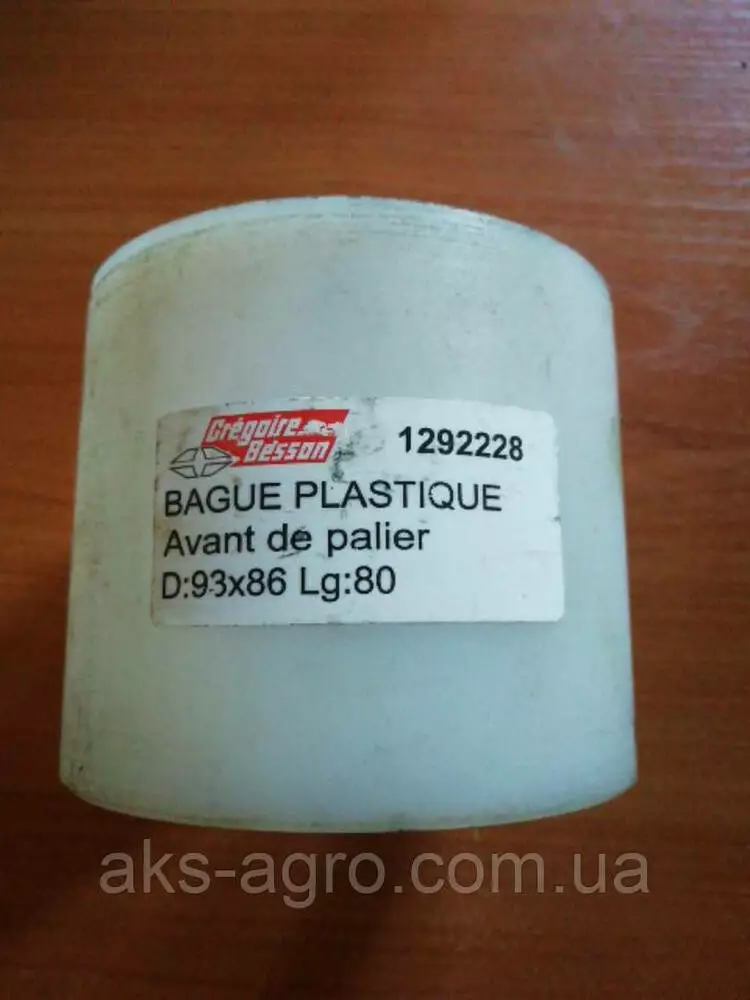 Grégoire
Besson
1292228
BAGUE PLASTIQUE
Avant de palier
D:93x86 Lg:80
aks-agro.com.ua